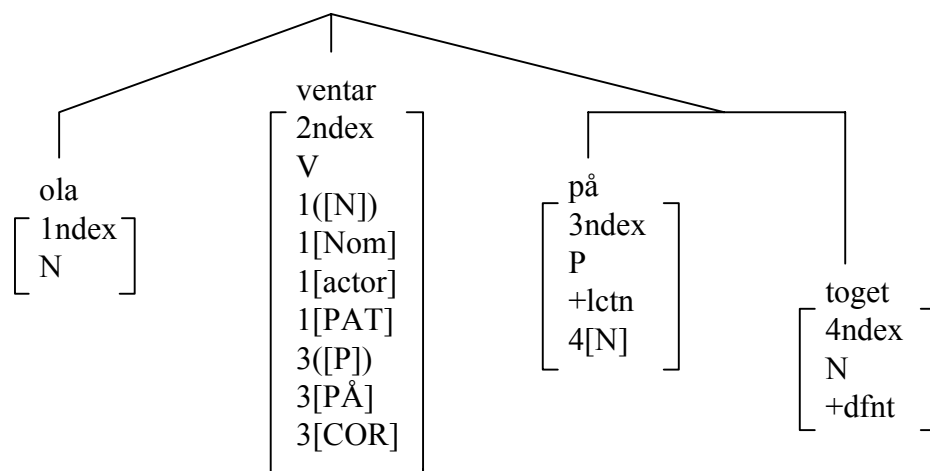 ola
1ndex
N
ventar
2ndex
V
1([N])
1[Nom]
1[actor]
1[PAT]
3([P])
3[PÅ]
3[COR]
på
3ndex
P
+lctn
4[N]
toget
4ndex
N
+dfnt